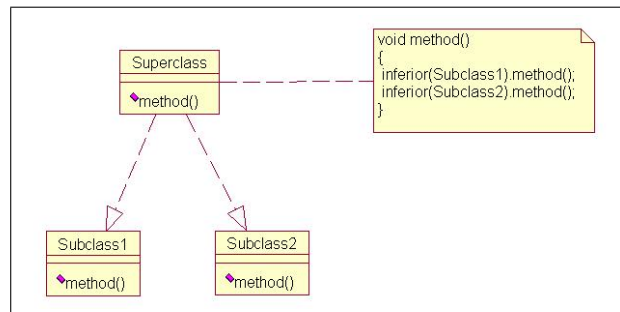 Superclass
method()
void method()
{
inferior(Subclass1).method();
inferior(Subclass2).method();
}
Subclass1
method()
Subclass2
method()